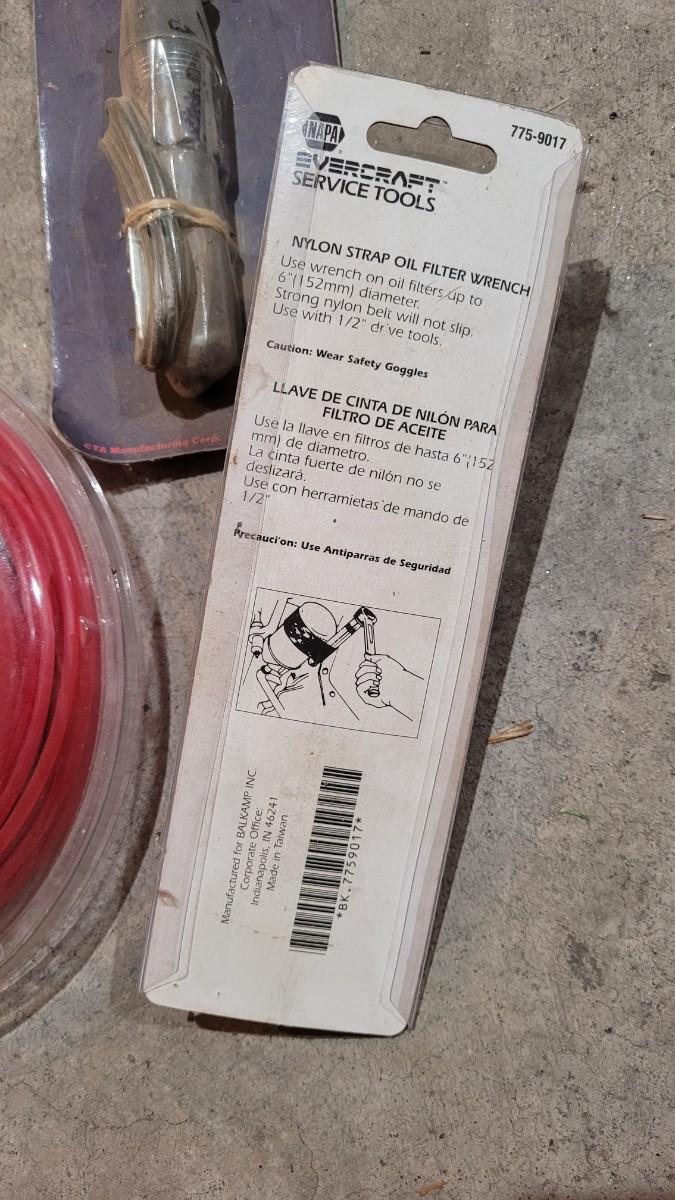 NAPA
775-9017
EVERCRAFT™
SERVICE TOOLS
NYLON STRAP OIL FILTER WRENCH
Use wrench on oil filters up to
6"(152mm) diameter.
Strong nylon belt will not slip.
Use with 1/2" drive tools.
Caution: Wear Safety Goggles
LLAVE DE CINTA DE NILÓN PARA
FILTRO DE ACEITE
Use la llave en filtros de hasta 6"(152
mm) de diametro.
La cinta fuerte de nilón no se
deslizará.
Use con herramietas de mando de
1/2"
Precauci'on: Use Antiparras de Seguridad
Manufactured for BALKAMP INC.
Corporate Office:
Indianapolis, IN 46241
Made in Taiwan
*BK.7759017*
CTA Manufacturing Corp.